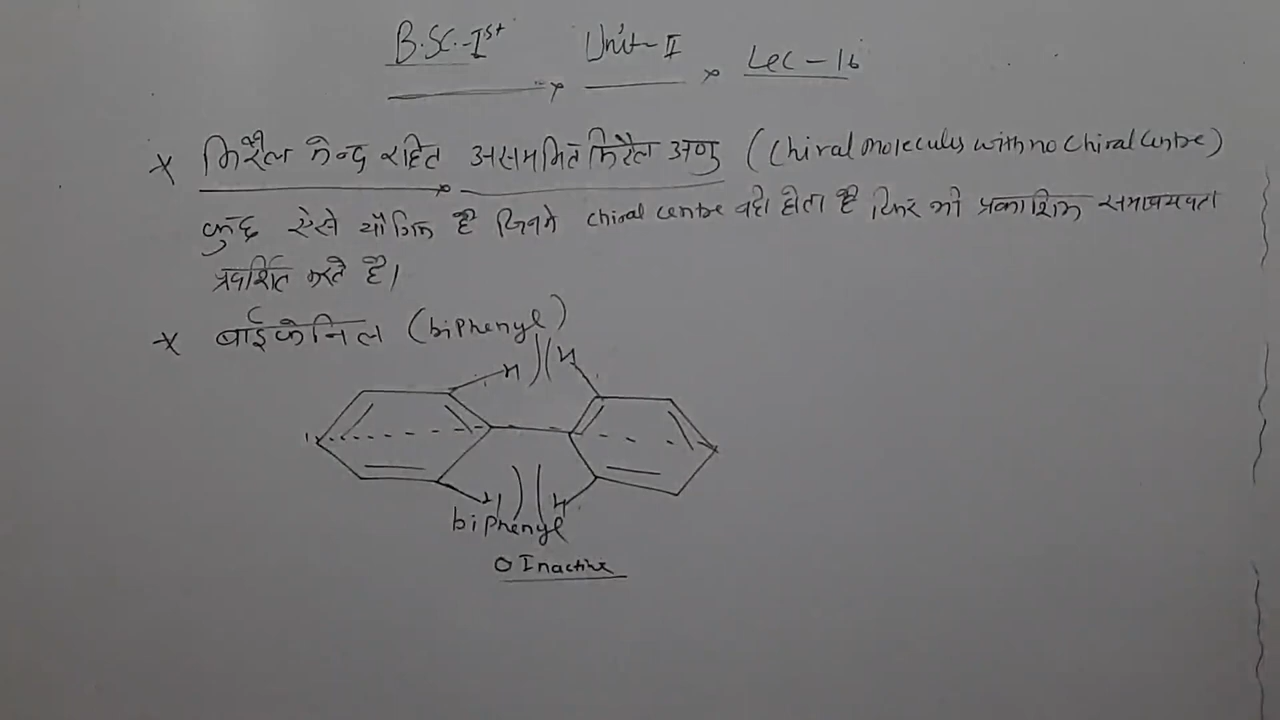 B.SC.-Ist Unit-II Lec-16
* किरैल केन्द्र रहित असममित किरैल अणु (Chiral moleculus with no Chiral Centre)
कुछ ऐसे यौगिक है जिनमे chiral centre नही होता है फिर भी प्रकाशिक समावयवता
प्रदर्शित करते है।
* बाईफेनिल (biphenyl)
H H
H H
biphenyl
O Inactive